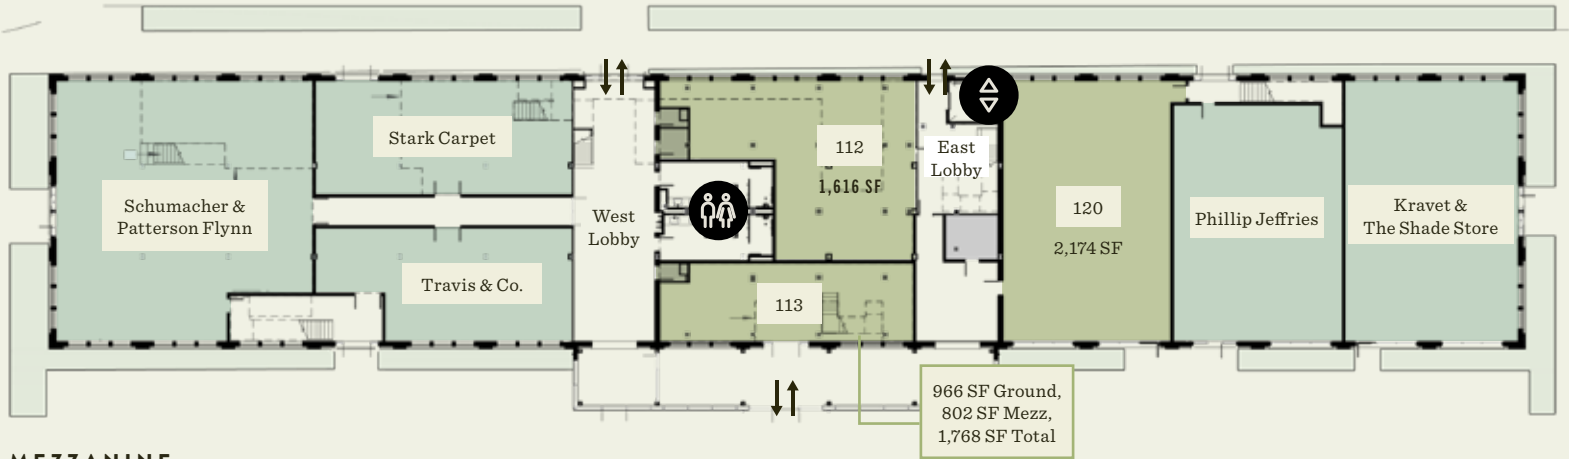 Stark Carpet
Schumacher &
Patterson Flynn
Travis & Co.
West
Lobby
112
1,616 SF
East
Lobby
113
120
2,174 SF
Phillip Jeffries
Kravet &
The Shade Store
966 SF Ground,
802 SF Mezz,
1,768 SF Total
MEZZANINE